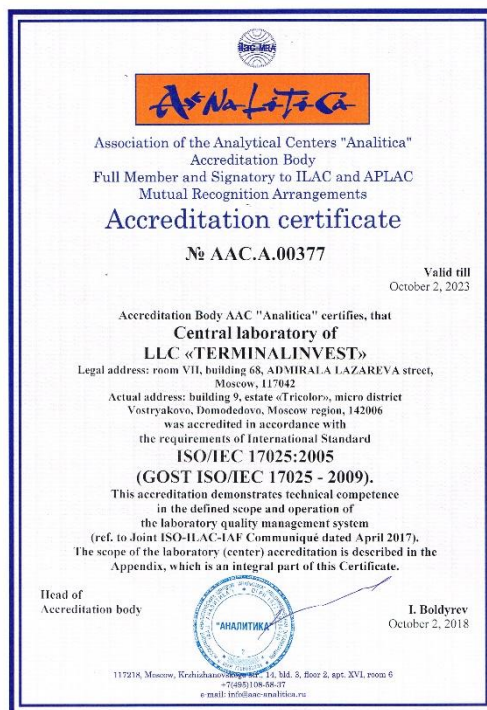 ilac-MRA
AsNaLiTiCa
Association of the Analytical Centers "Analitica"
Accreditation Body
Full Member and Signatory to ILAC and APLAC
Mutual Recognition Arrangements
Accreditation certificate
№ AAC.A.00377
Valid till
October 2, 2023
Accreditation Body AAC "Analitica" certifies, that
Central laboratory of
LLC «TERMINALINVEST»
Legal address: room VII, building 68, ADMIRALA LAZAREVA street,
Moscow, 117042
Actual address: building 9, estate «Tricolor», micro district
Vostryakovo, Domodedovo, Moscow region, 142006
was accredited in accordance with
the requirements of International Standard
ISO/IEC 17025:2005
(GOST ISO/IEC 17025 - 2009).
This accreditation demonstrates technical competence
in the defined scope and operation of
the laboratory quality management system
(ref. to Joint ISO-ILAC-IAF Communiqué dated April 2017).
The scope of the laboratory (center) accreditation is described in the
Appendix, which is an integral part of this Certificate.
Head of
Accreditation body
"АНАЛИТИКА"
I. Boldyrev
October 2, 2018
117218, Moscow, Krzhizhanovskogo str., 14, bld. 3, floor 2, apt. XVI, room 6
+7(495)108-58-37
e-mail: info@aac-analitica.ru